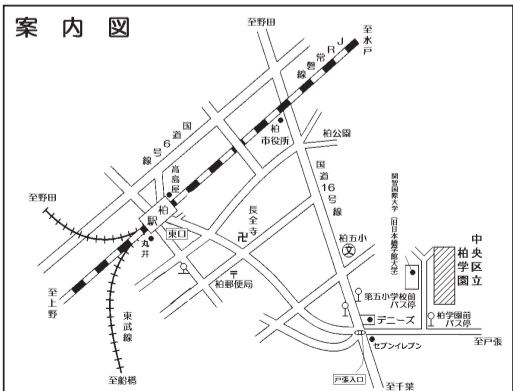 案内図
至野田
至水戸
JR常磐線
国道6号線
柏市役所
柏公園
国道16号線
高島屋
柏駅
至野田
東口
丸井
長全寺
柏五小
文
開智国際大学(旧日本橋学館大学)
中央区立
柏学園
柏郵便局
第五小学校前
バス停
デニーズ
柏学園前
バス停
至上野
東武線
セブンイレブン
至戸張
戸張入口
至船橋
至千葉